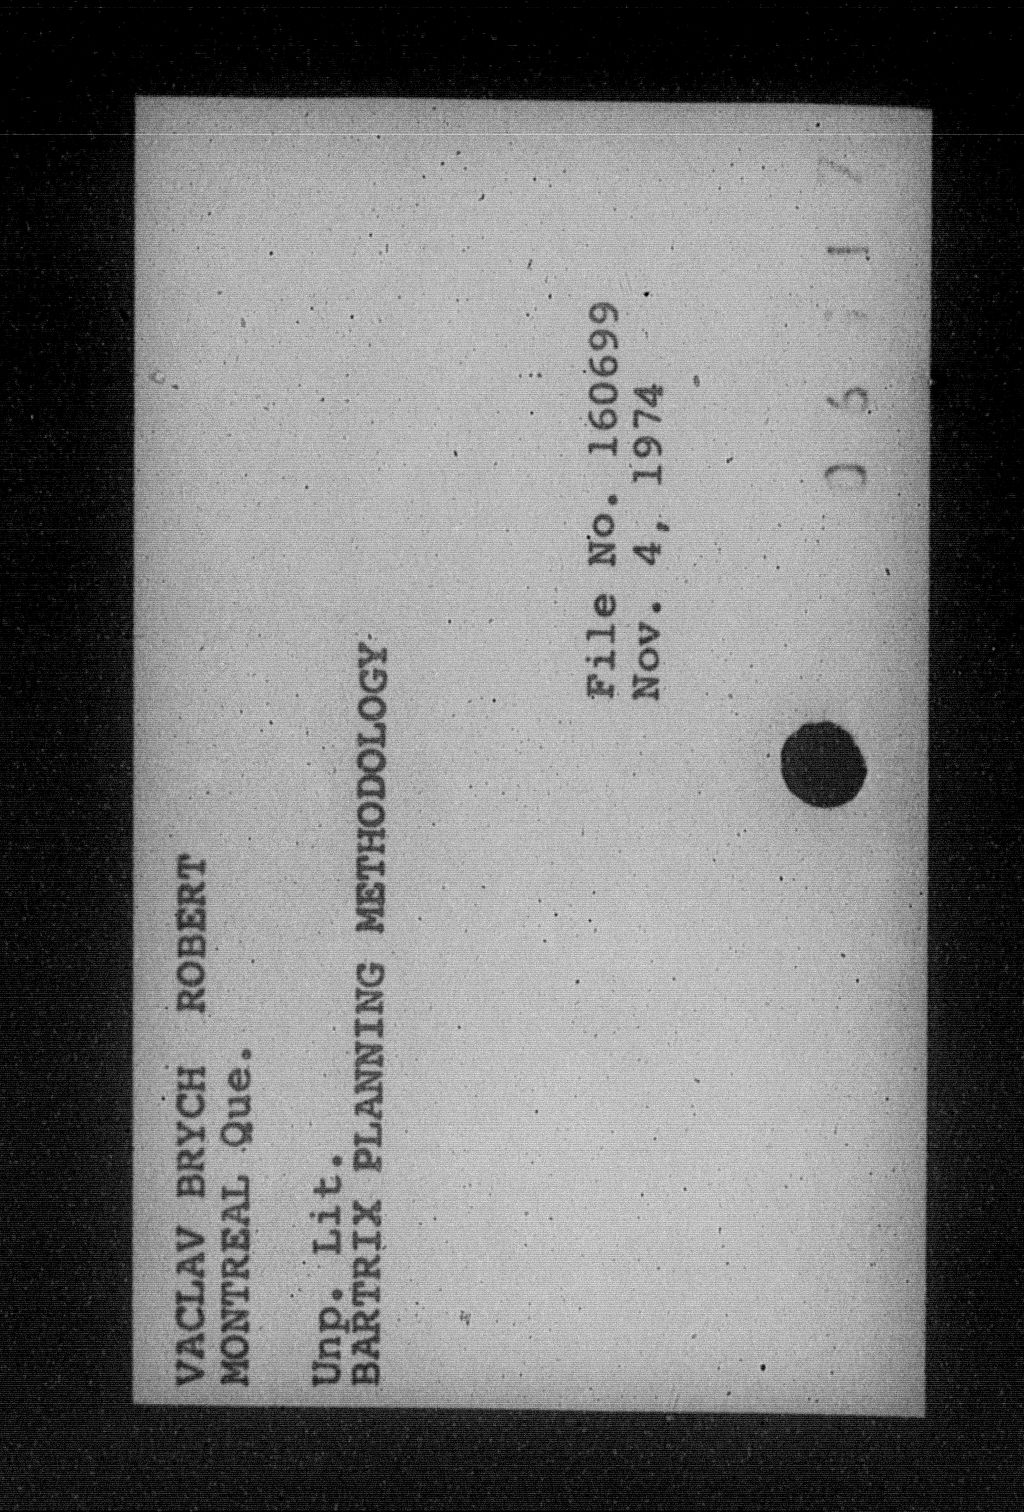 VACLAV BRYCH ROBERT
MONTREAL Que.
Unp. Lit.
BARTRIX PLANNING METHODOLOGY
File No. 160699
Nov. 4, 1974